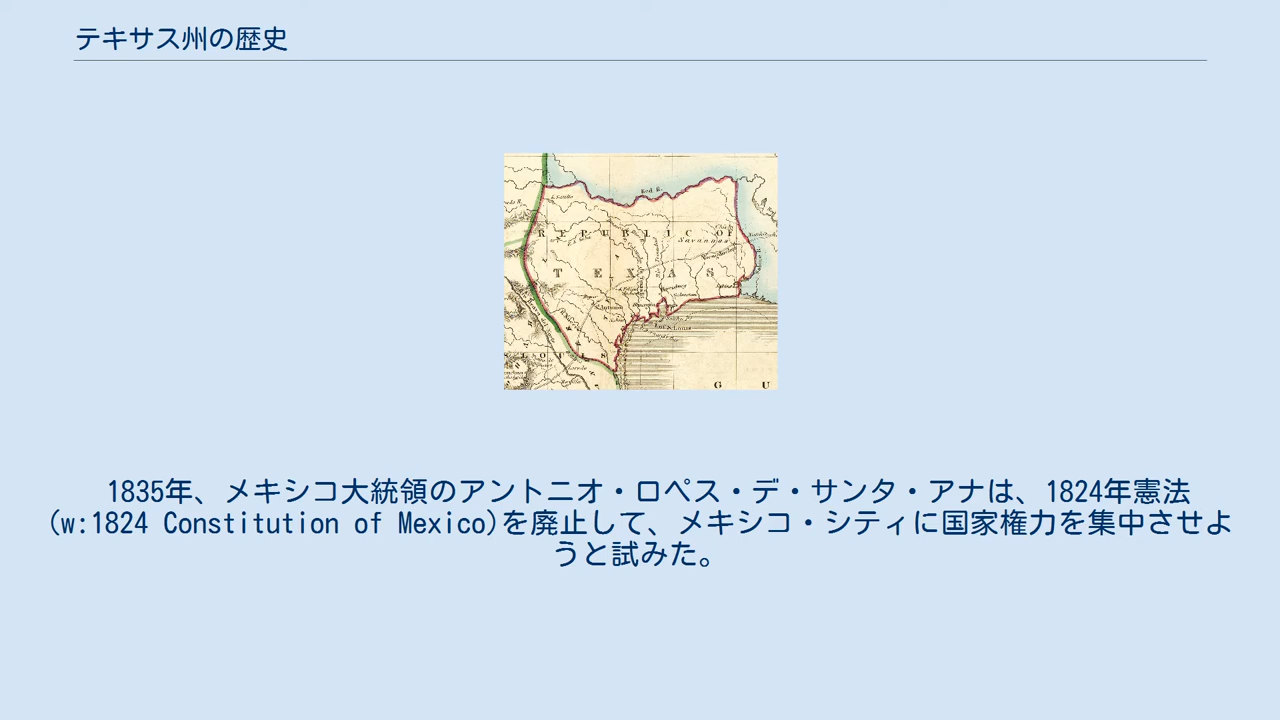 テキサス州の歴史
Red R.
REPUBLIC OF
Savannas
TEXAS
G U
1835年、メキシコ大統領のアントニオ・ロペス・デ・サンタ・アナは、1824年憲法
(w:1824 Constitution of Mexico)を廃止して、メキシコ・シティに国家権力を集中させよ
うと試みた。